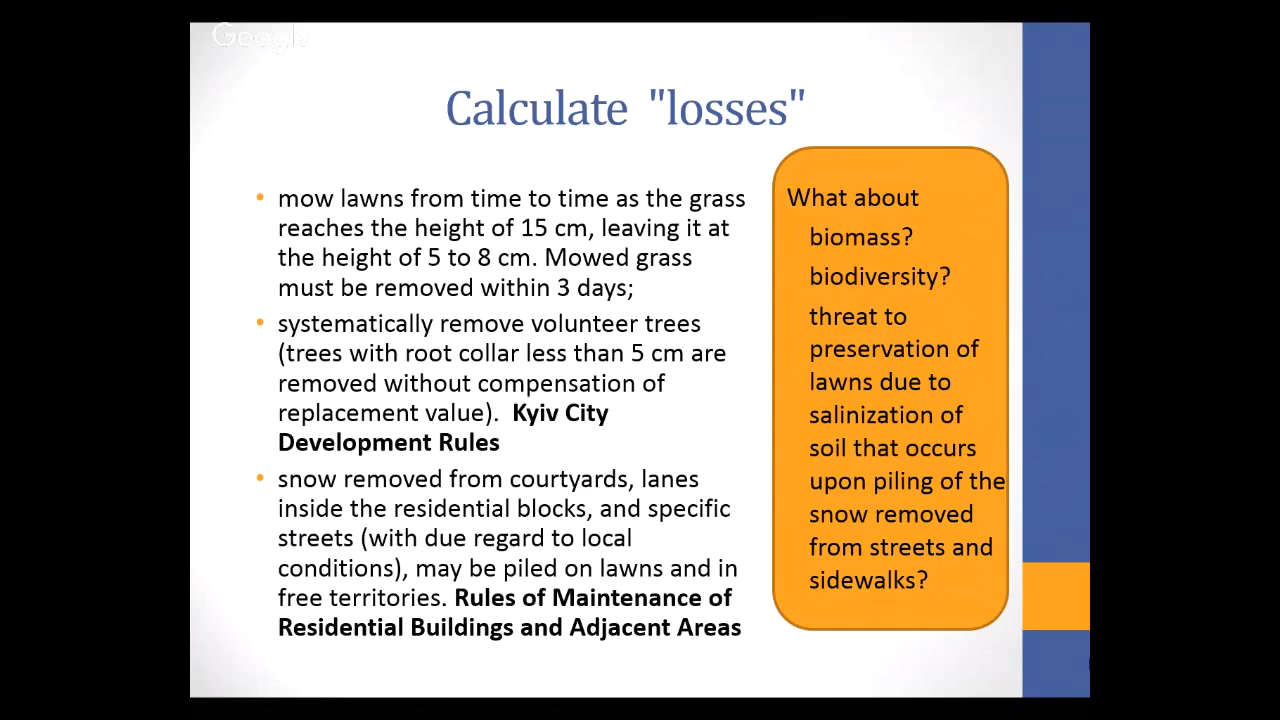 Google
Calculate "losses"
• mow lawns from time to time as the grass
reaches the height of 15 cm, leaving it at
the height of 5 to 8 cm. Mowed grass
must be removed within 3 days;
• systematically remove volunteer trees
(trees with root collar less than 5 cm are
removed without compensation of
replacement value). Kyiv City
Development Rules
• snow removed from courtyards, lanes
inside the residential blocks, and specific
streets (with due regard to local
conditions), may be piled on lawns and in
free territories. Rules of Maintenance of
Residential Buildings and Adjacent Areas
What about
biomass?
biodiversity?
threat to
preservation of
lawns due to
salinization of
soil that occurs
upon piling of the
snow removed
from streets and
sidewalks?